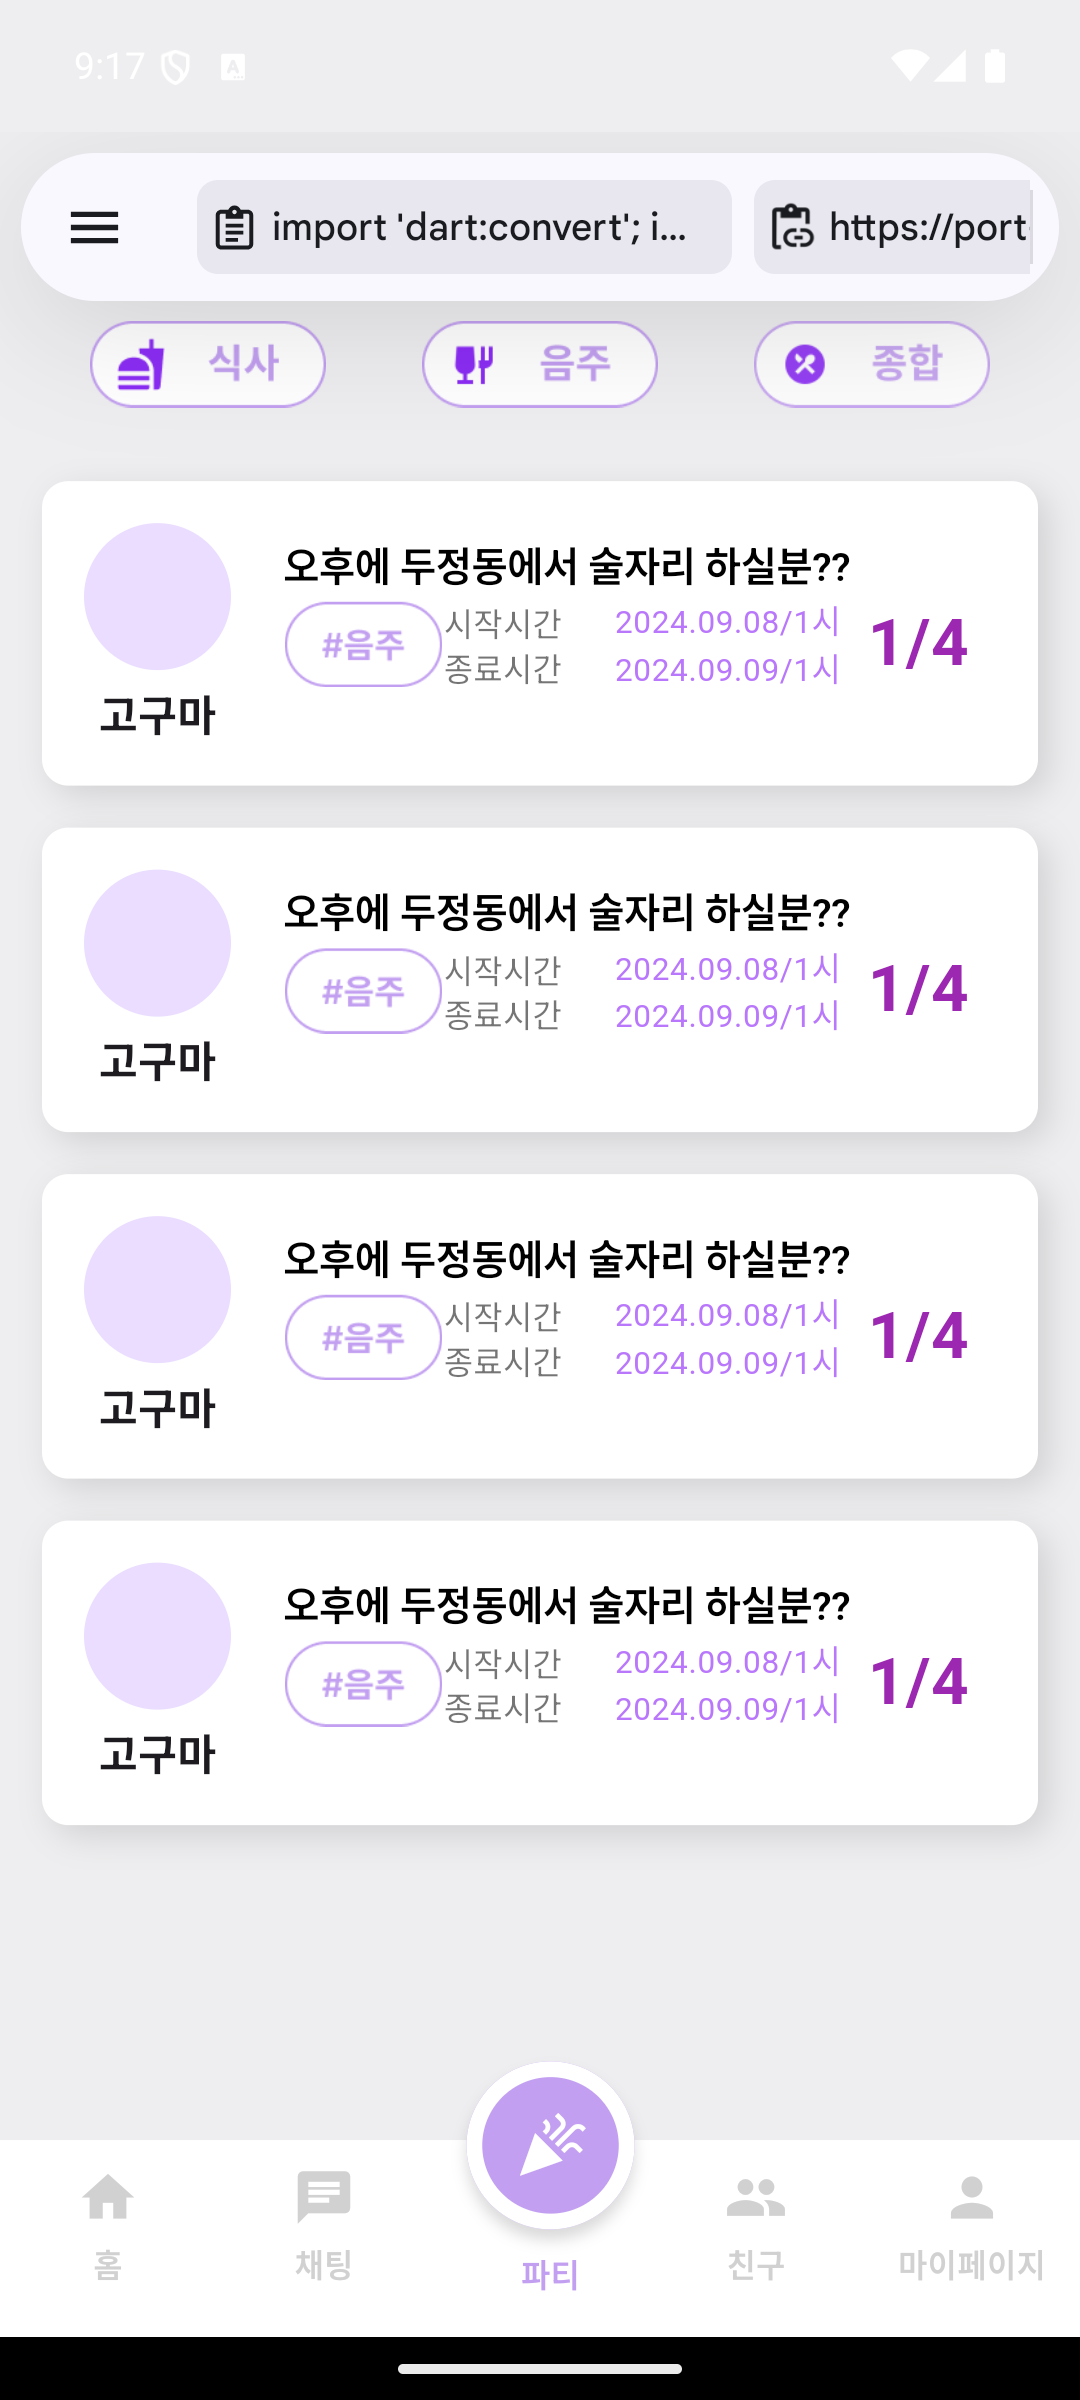 9:17
import 'dart:convert'; i...
https://port
식사 음주 종합
오후에 두정동에서 술자리 하실분??
#음주 시작시간 2024.09.08/1시 1/4
종료시간 2024.09.09/1시
고구마
오후에 두정동에서 술자리 하실분??
#음주 시작시간 2024.09.08/1시 1/4
종료시간 2024.09.09/1시
고구마
오후에 두정동에서 술자리 하실분??
#음주 시작시간 2024.09.08/1시 1/4
종료시간 2024.09.09/1시
고구마
오후에 두정동에서 술자리 하실분??
#음주 시작시간 2024.09.08/1시 1/4
종료시간 2024.09.09/1시
고구마
홈 채팅 파티 친구 마이페이지